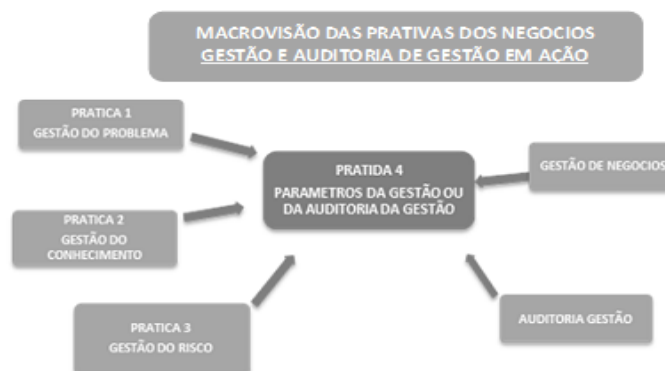 MACROVISÃO DAS PRATIVAS DOS NEGOCIOS
GESTÃO E AUDITORIA DE GESTÃO EM AÇÃO
PRATICA 1
GESTÃO DO PROBLEMA
PRATICA 2
GESTÃO DO
CONHECIMENTO
PRATICA 3
GESTÃO DO RISCO
PRATIDA 4
PARAMETROS DA GESTÃO OU
DA AUDITORIA DA GESTÃO
GESTÃO DE NEGOCIOS
AUDITORIA GESTÃO